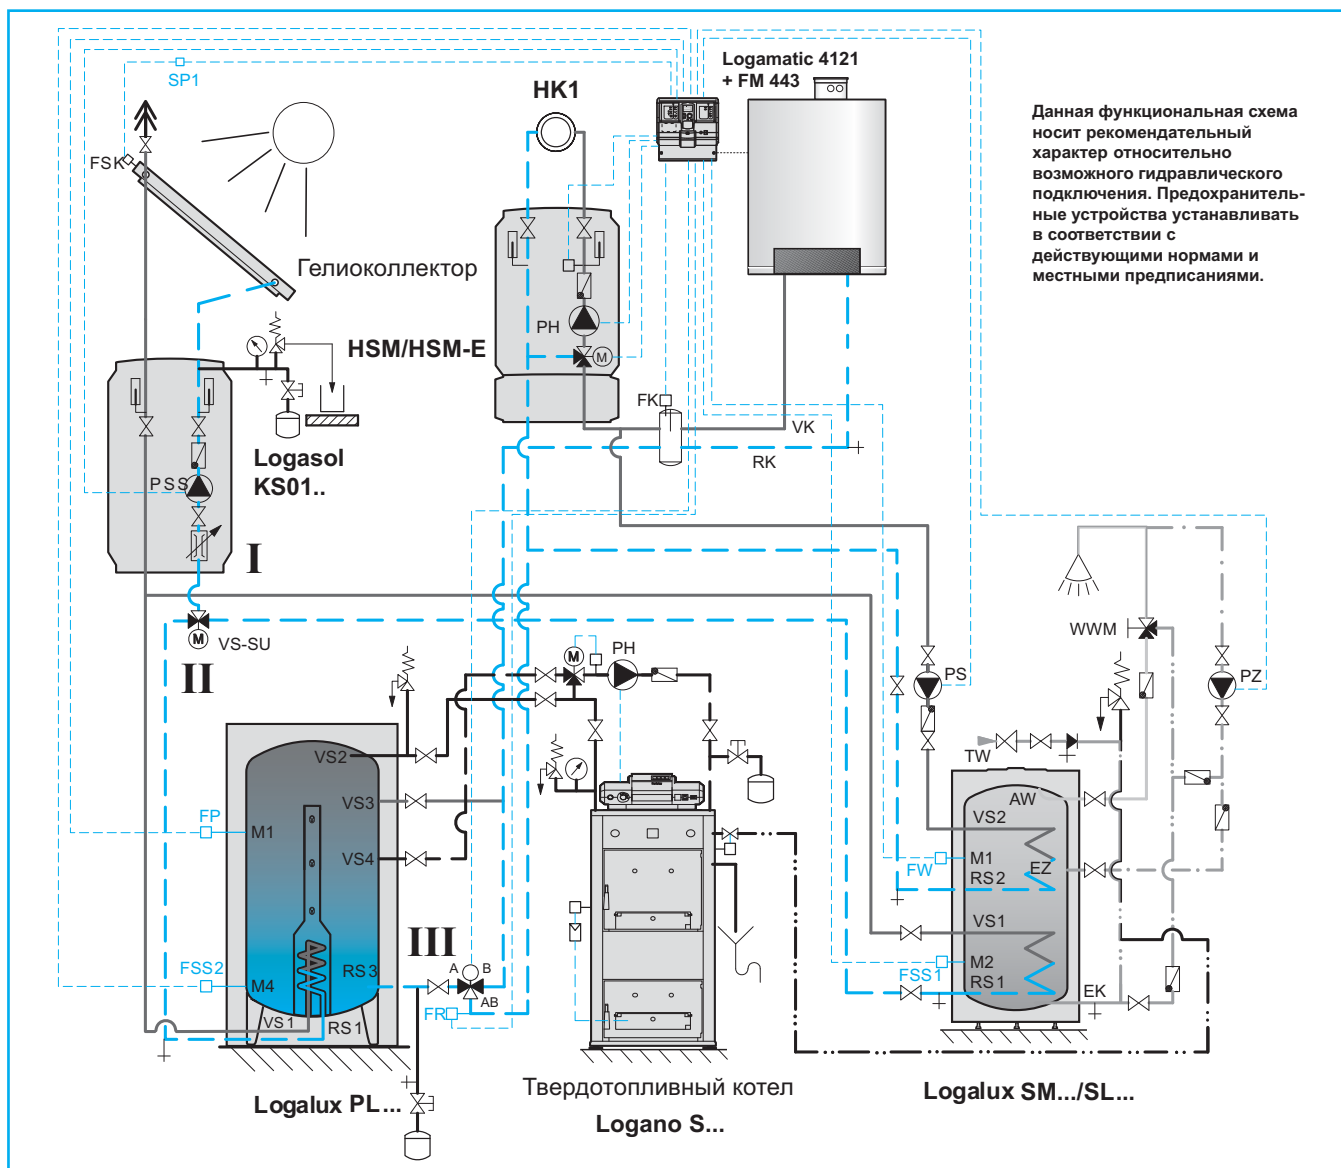 SP1
HK1
Logamatic 4121
+ FM 443
Данная функциональная схема
носит рекомендательный
характер относительно
возможного гидравлического
подключения. Предохранитель-
ные устройства устанавливать
в соответствии с
действующими нормами и
местными предписаниями.
FSK
Гелиоколлектор
HSM/HSM-E
PH
M
FK
VK
RK
Logasol
KS01..
PSS
I
M
VS-SU
II
M
PH
WWM
PS
PZ
TW
VS2
VS3
VS4
FP
M1
AW
VS2
M1
EZ
FW
RS2
VS1
M2
FSS1
RS1
EK
III
A
B
AB
FSS2
M4
RS3
FR
VS1
RS1
Logalux PL...
Твердотопливный котел
Logano S...
Logalux SM.../SL...